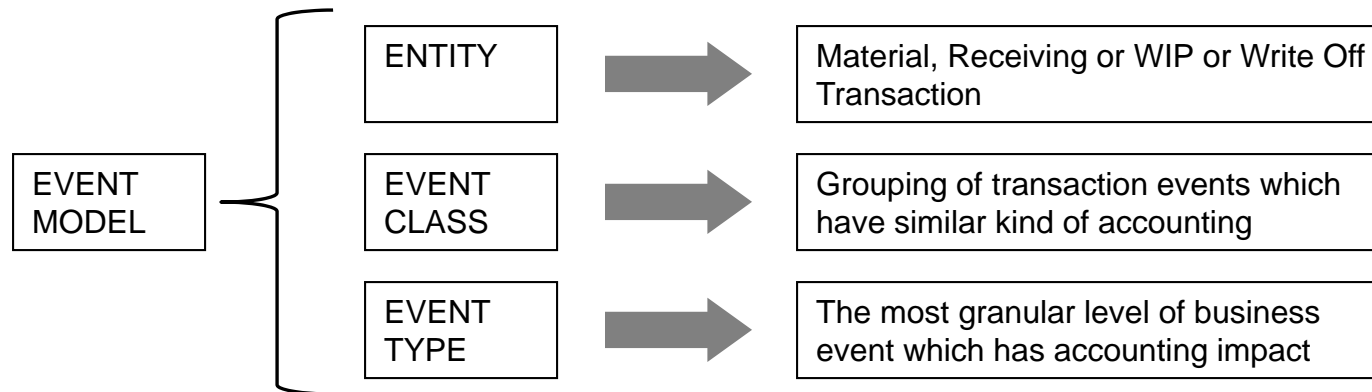 ENTITY
Material, Receiving or WIP or Write Off
Transaction
EVENT
MODEL
EVENT
CLASS
Grouping of transaction events which
have similar kind of accounting
EVENT
TYPE
The most granular level of business
event which has accounting impact